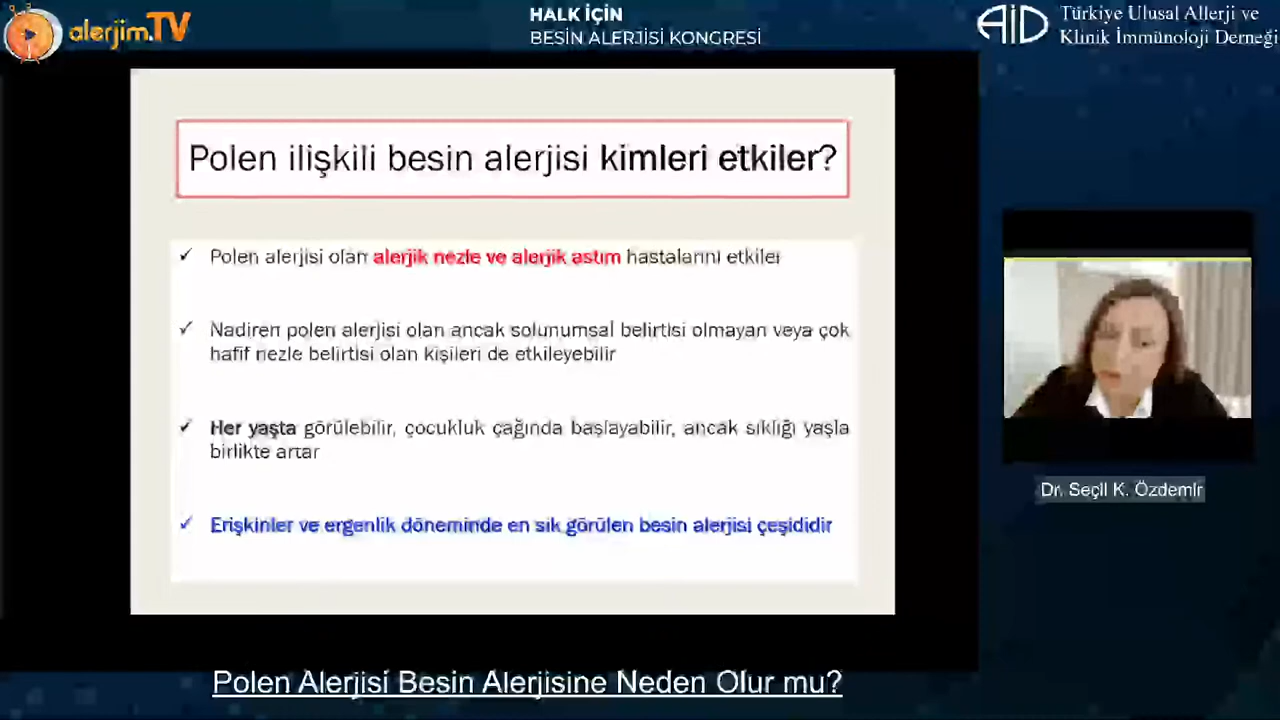 alerjim.TV
HALK İÇİN
BESİN ALERJİSİ KONGRESİ
AİD
Türkiye Ulusal Allerji ve
Klinik İmmünoloji Derneği
Polen ilişkili besin alerjisi kimleri etkiler?
✓ Polen alerjisi olan alerjik nezle ve alerjik astım hastalarını etkiler
✓ Nadiren polen alerjisi olan ancak solunumsal belirtisi olmayan veya çok
hafif nezle belirtisi olan kişileri de etkileyebilir
✓ Her yaşta görülebilir, çocukluk çağında başlayabilir, ancak sıklığı yaşla
birlikte artar
✓ Erişkinler ve ergenlik döneminde en sık görülen besin alerjisi çeşididir
Dr. Seçil K. Özdemir
Polen Alerjisi Besin Alerjisine Neden Olur mu?